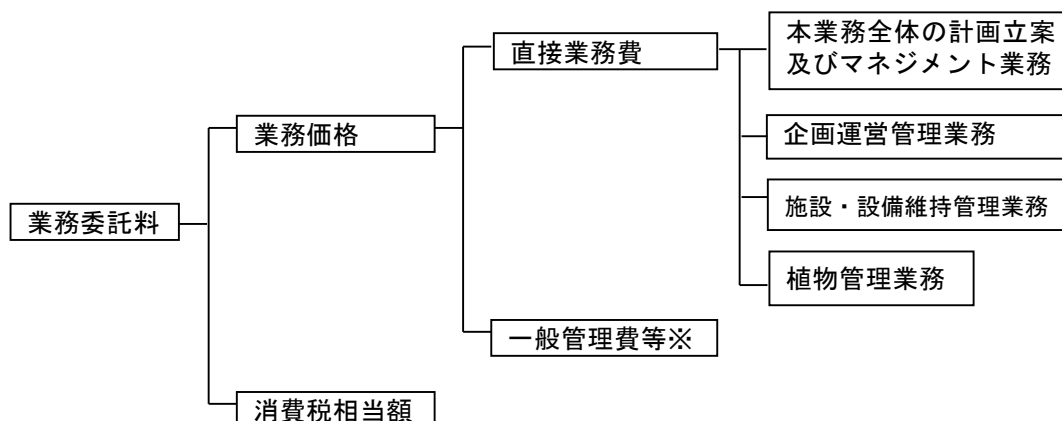 本業務全体の計画立案
及びマネジメント業務
直接業務費
業務価格
企画運営管理業務
施設・設備維持管理業務
業務委託料
植物管理業務
一般管理費等※
消費税相当額